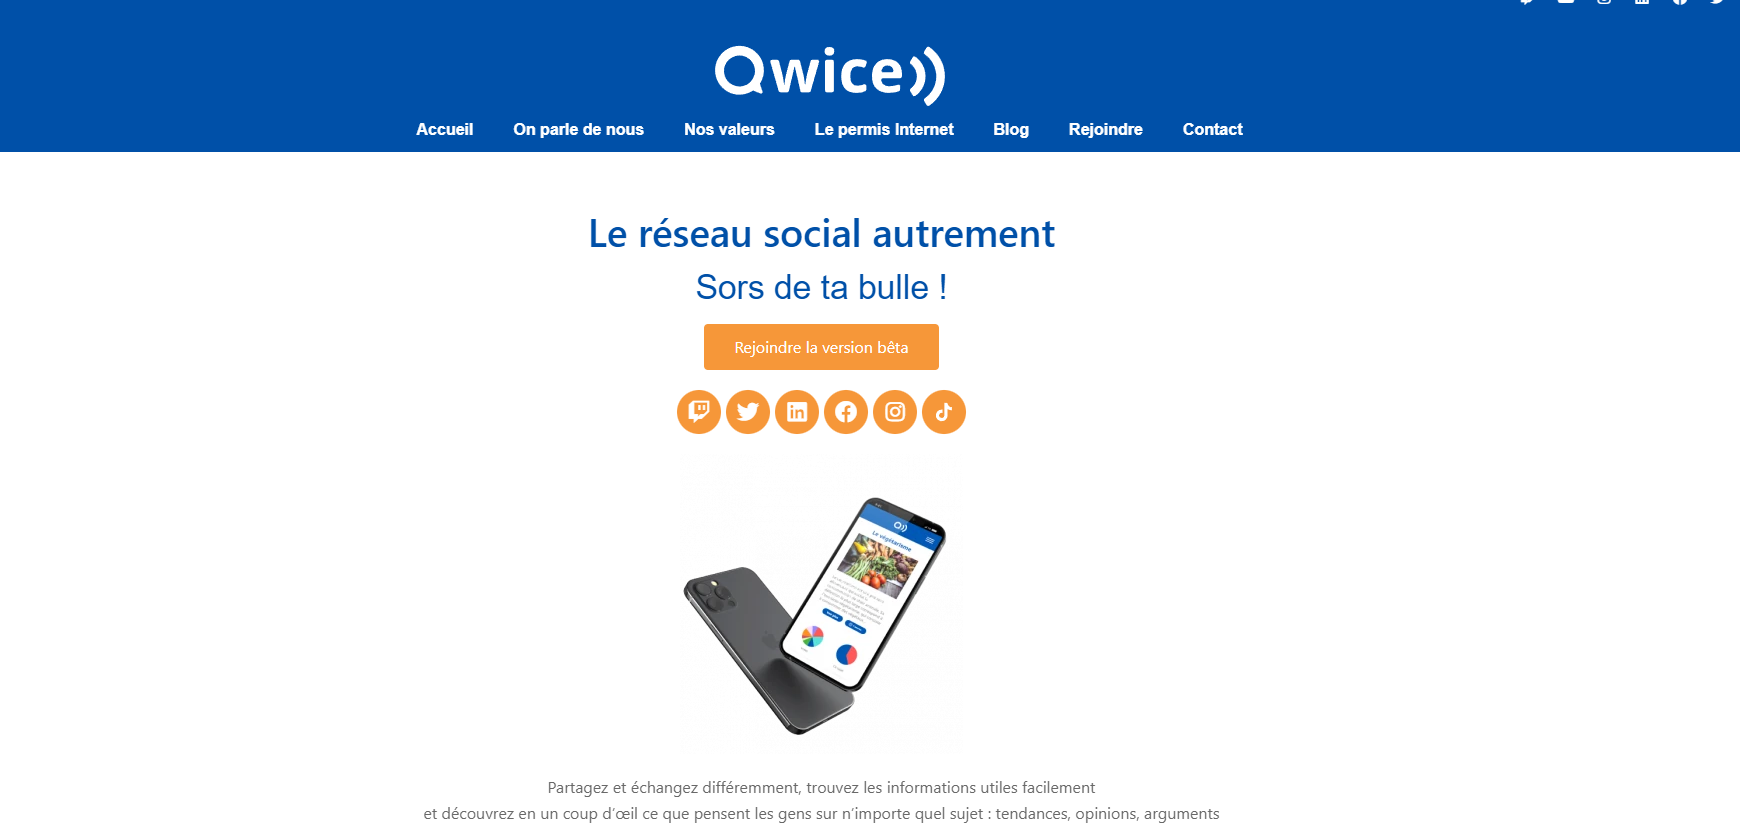 Qwice
Accueil On parle de nous Nos valeurs Le permis Internet Blog Rejoindre Contact
Le réseau social autrement
Sors de ta bulle !
Rejoindre la version bêta
Le végétarisme
Partagez et échangez différemment, trouvez les informations utiles facilement
et découvrez en un coup d’œil ce que pensent les gens sur n’importe quel sujet : tendances, opinions, arguments